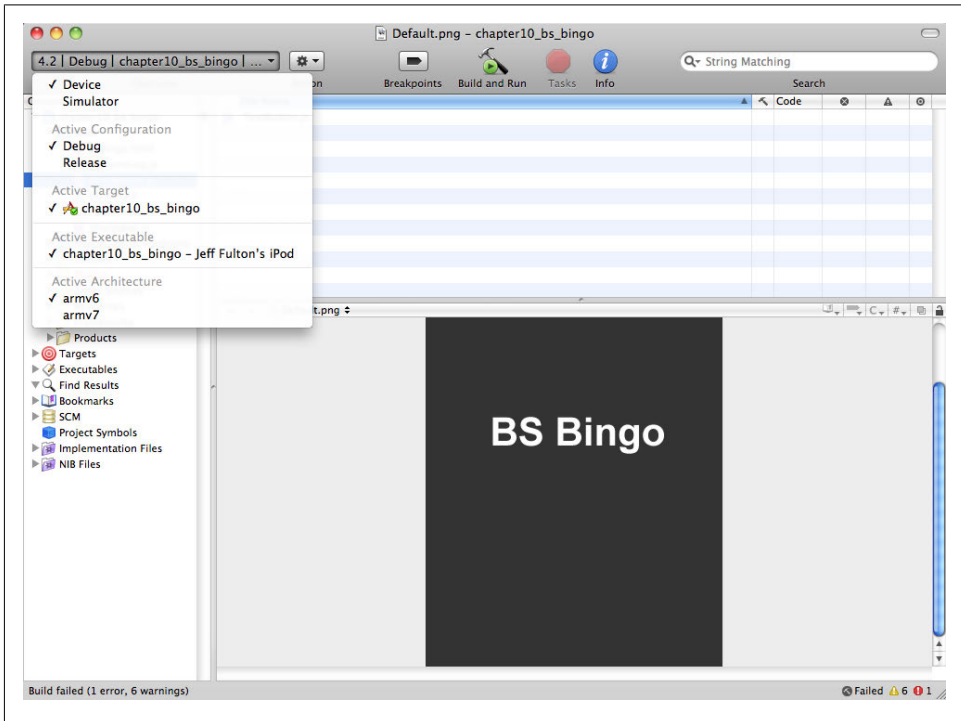 Default.png – chapter10_bs_bingo
4.2 | Debug | chapter10_bs_bingo | ...
Breakpoints Build and Run Tasks Info
String Matching
Search
✓ Device
Simulator
Active Configuration
✓ Debug
Release
Active Target
✓ chapter10_bs_bingo
Active Executable
✓ chapter10_bs_bingo – Jeff Fulton's iPod
Active Architecture
✓ armv6
armv7
Code
t.png
C #
Products
Targets
Executables
Find Results
Bookmarks
SCM
Project Symbols
Implementation Files
NIB Files
BS Bingo
Build failed (1 error, 6 warnings)
Failed 6 1